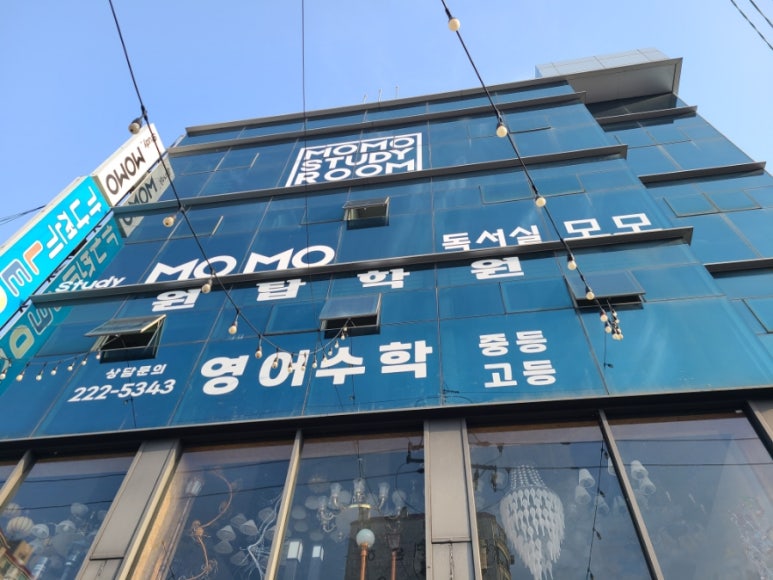 MOMO
STUDY
ROOM
독서실 모모
Study MOMO
원탑학원
영어수학 중등 고등
상담문의
222-5343
MOMO